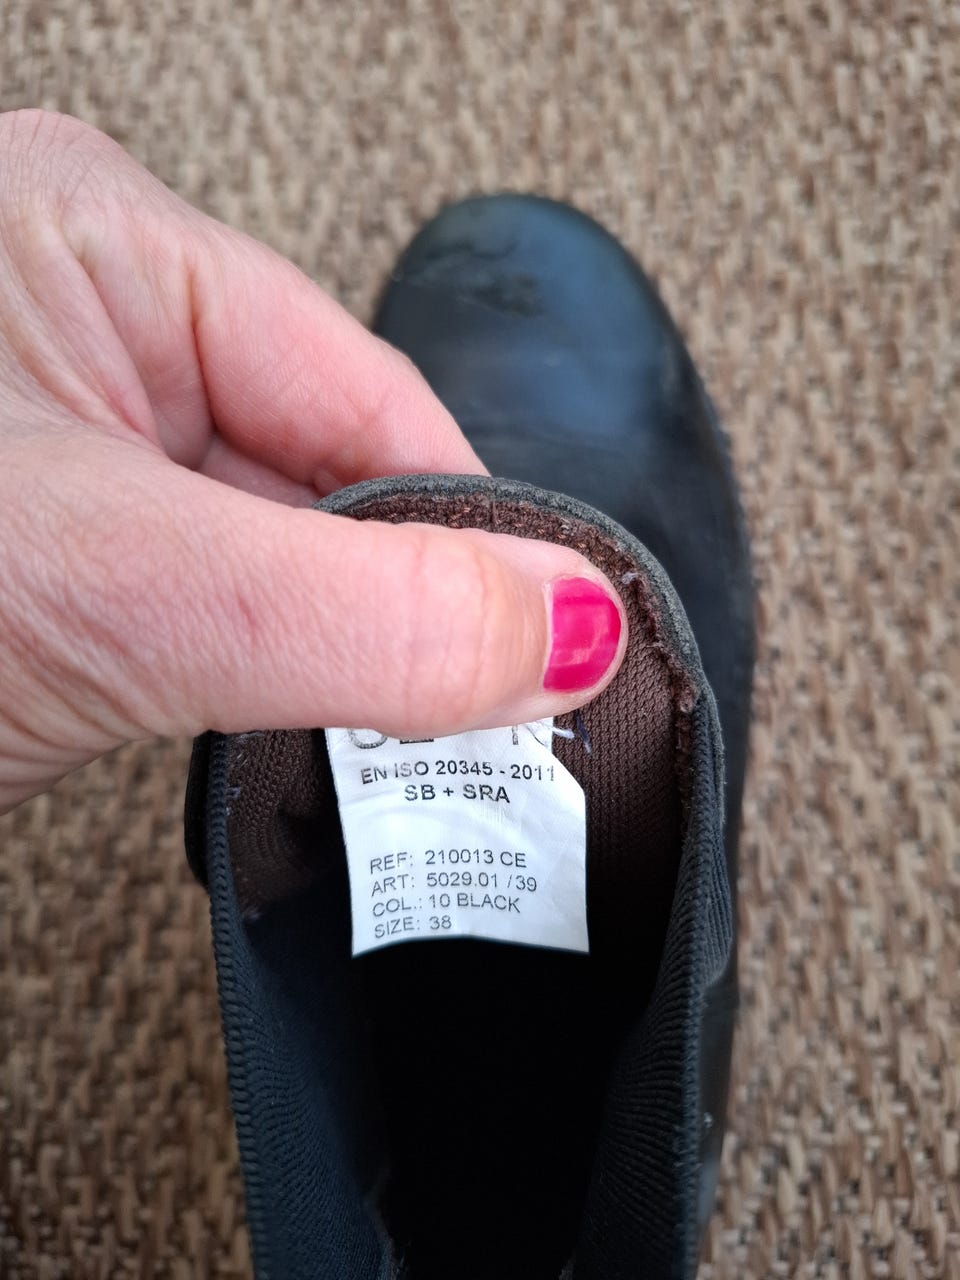 EN ISO 20345 - 2011
SB + SRA
REF: 210013 CE
ART: 5029.01 /39
COL.: 10 BLACK
SIZE: 38